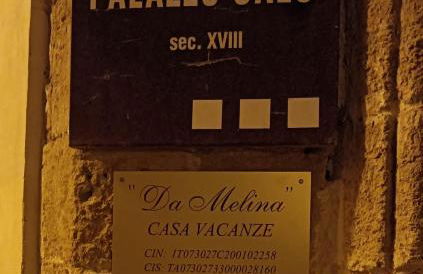 sec. XVIII
"Da Melina"
CASA VACANZE
CIN: IT073027C200102258
CIS: TA07302733000028160